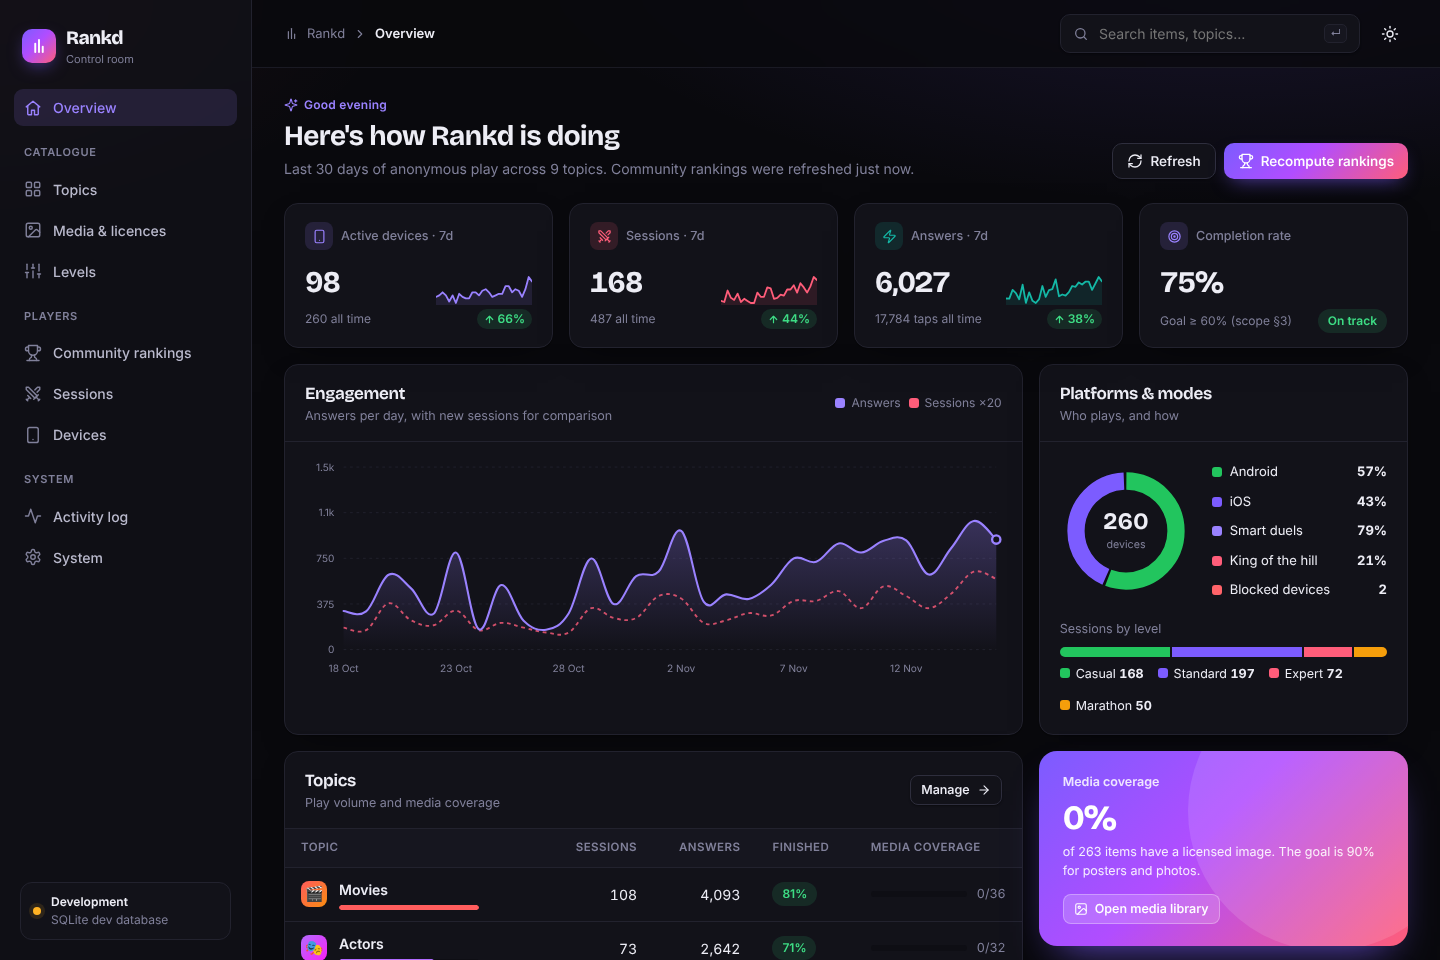 Rankd
Control room
Overview
CATALOGUE
Topics
Media & licences
Levels
PLAYERS
Community rankings
Sessions
Devices
SYSTEM
Activity log
System
Development
SQLite dev database
Rankd > Overview
Search items, topics...
Good evening
Here's how Rankd is doing
Last 30 days of anonymous play across 9 topics. Community rankings were refreshed just now.
Refresh
Recompute rankings
Active devices · 7d
98
260 all time
↑ 66%
Sessions · 7d
168
487 all time
↑ 44%
Answers · 7d
6,027
17,784 taps all time
↑ 38%
Completion rate
75%
Goal ≥ 60% (scope §3)
On track
Engagement
Answers per day, with new sessions for comparison
Answers
Sessions ×20
1.5k
1.1k
750
375
0
18 Oct
23 Oct
28 Oct
2 Nov
7 Nov
12 Nov
Platforms & modes
Who plays, and how
260
devices
Android 57%
iOS 43%
Smart duels 79%
King of the hill 21%
Blocked devices 2
Sessions by level
Casual 168
Standard 197
Expert 72
Marathon 50
Topics
Play volume and media coverage
Manage →
TOPIC SESSIONS ANSWERS FINISHED MEDIA COVERAGE
Movies 108 4,093 81% 0/36
Actors 73 2,642 71% 0/32
Media coverage
0%
of 263 items have a licensed image. The goal is 90%
for posters and photos.
Open media library